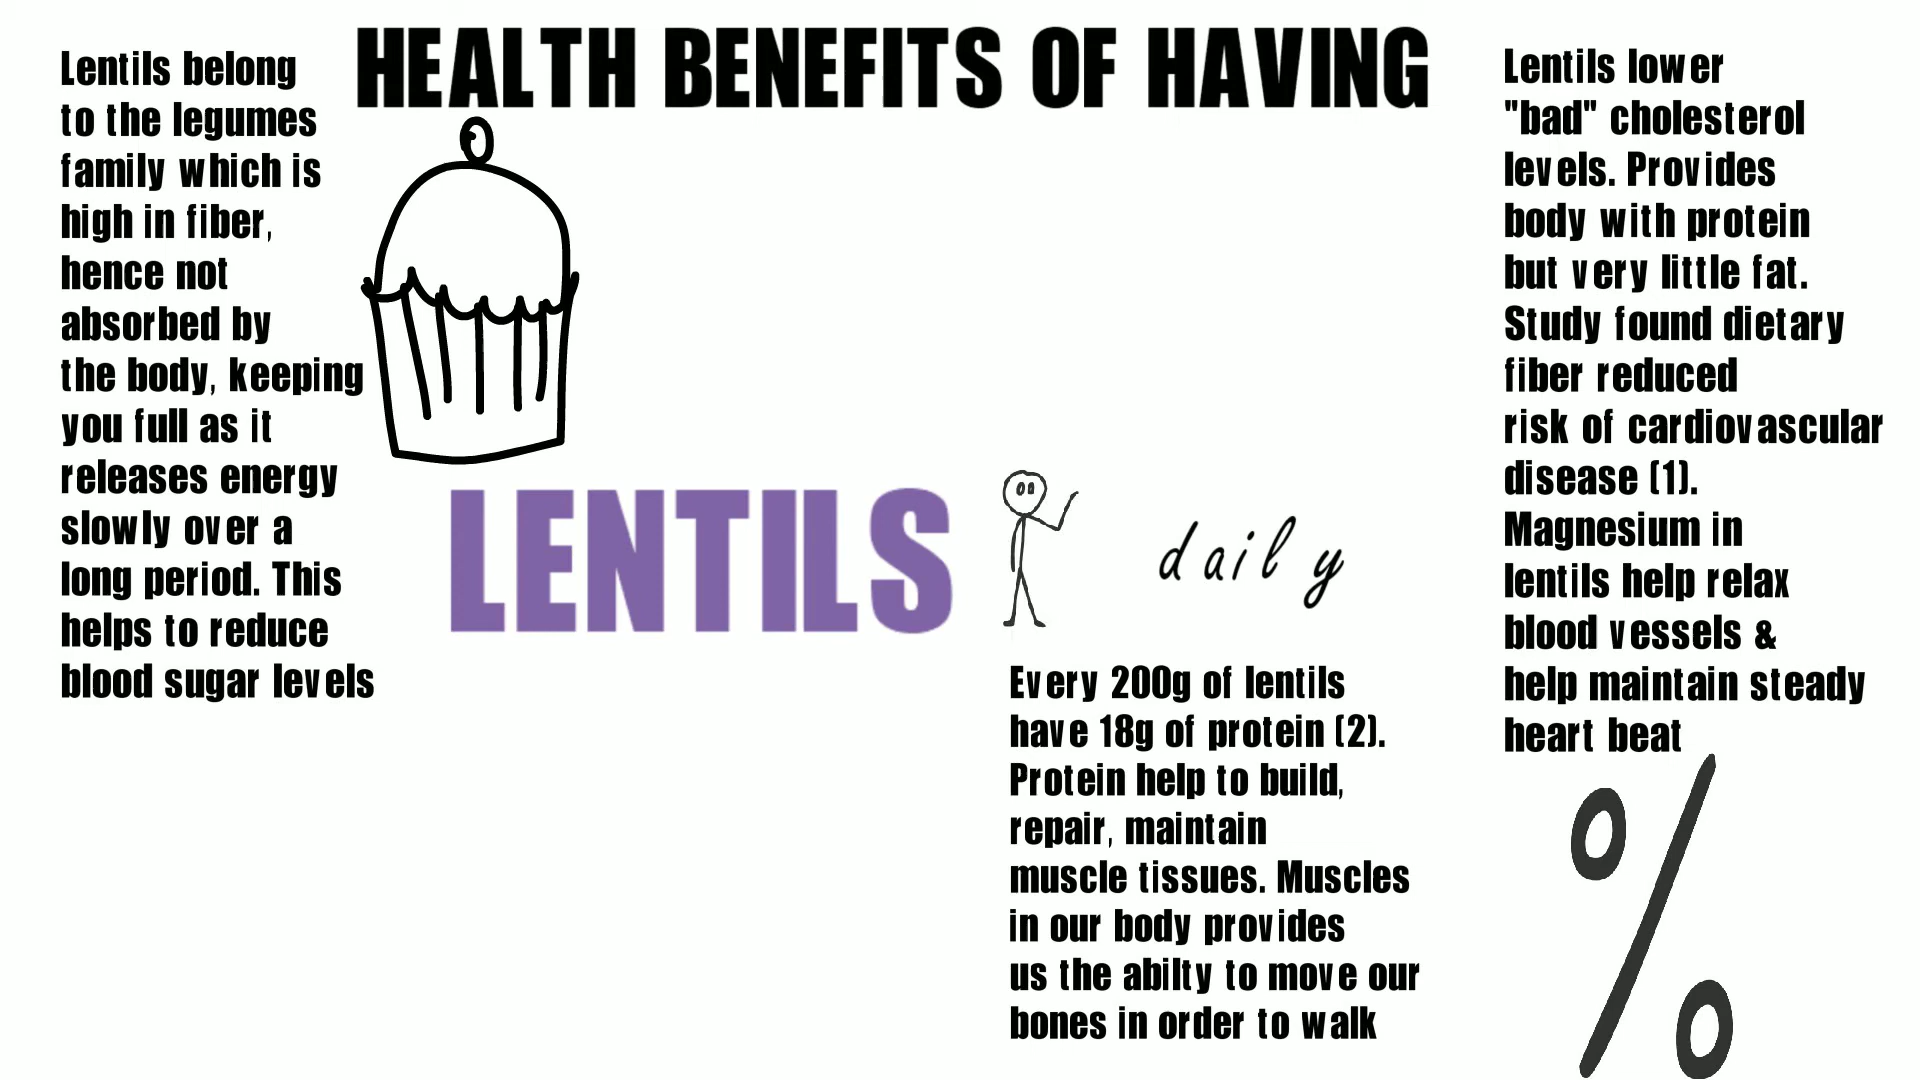 HEALTH BENEFITS OF HAVING
LENTILS
daily
Lentils belong
to the legumes
family which is
high in fiber,
hence not
absorbed by
the body, keeping
you full as it
releases energy
slowly over a
long period. This
helps to reduce
blood sugar levels
Every 200g of lentils
have 18g of protein (2).
Protein help to build,
repair, maintain
muscle tissues. Muscles
in our body provides
us the abilty to move our
bones in order to walk
Lentils lower
"bad" cholesterol
levels. Provides
body with protein
but very little fat.
Study found dietary
fiber reduced
risk of cardiovascular
disease (1).
Magnesium in
lentils help relax
blood vessels &
help maintain steady
heart beat
%